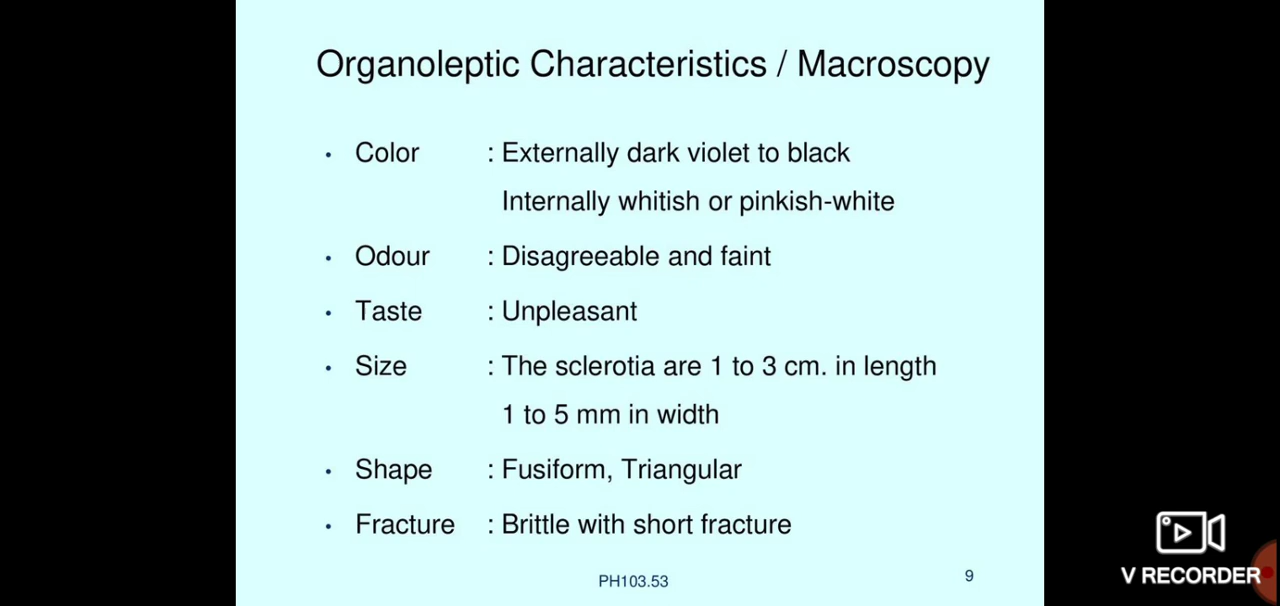 Organoleptic Characteristics / Macroscopy
• Color : Externally dark violet to black
Internally whitish or pinkish-white
• Odour : Disagreeable and faint
• Taste : Unpleasant
• Size : The sclerotia are 1 to 3 cm. in length
1 to 5 mm in width
• Shape : Fusiform, Triangular
• Fracture : Brittle with short fracture
PH103.53
9
V RECORDER